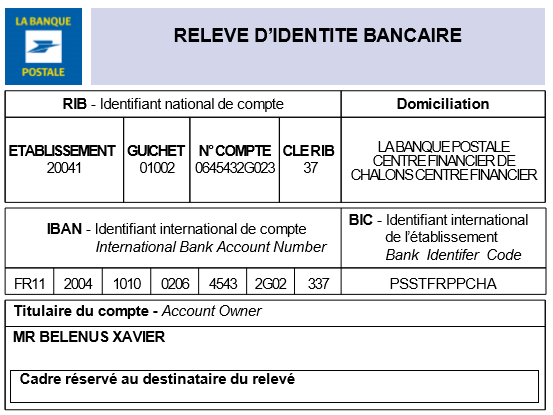 LA BANQUE
POSTALE
RELEVE D’IDENTITE BANCAIRE
RIB - Identifiant national de compte
Domiciliation
ETABLISSEMENT GUICHET N° COMPTE CLE RIB
20041 01002 0645432G023 37
LA BANQUE POSTALE
CENTRE FINANCIER DE
CHALONS CENTRE FINANCIER
IBAN - Identifiant international de compte
International Bank Account Number
BIC - Identifiant international
de l’établissement
Bank Identifer Code
FR11 2004 1010 0206 4543 2G02 337 PSSTFRPPCHA
Titulaire du compte - Account Owner
MR BELENUS XAVIER
Cadre réservé au destinataire du relevé